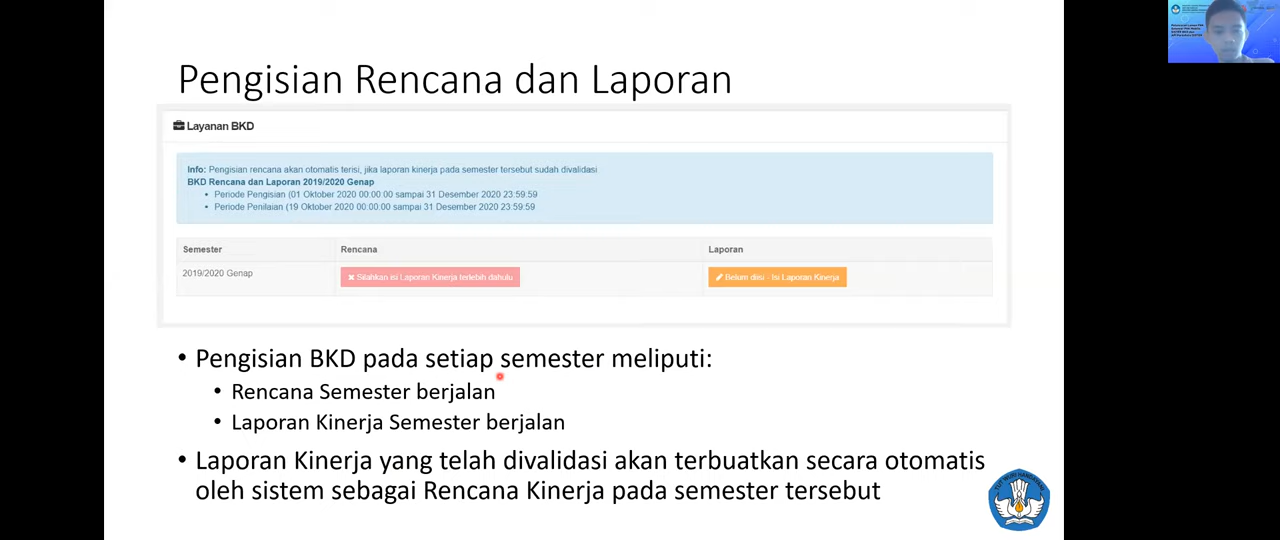 Pengisian Rencana dan Laporan
Layanan BKD
Info: Pengisian rencana akan otomatis terisi, jika laporan kinerja pada semester tersebut sudah divalidasi
BKD Rencana dan Laporan 2019/2020 Genap
• Periode Pengisian (01 Oktober 2020 00:00:00 sampai 31 Desember 2020 23:59:59
• Periode Penilaian (19 Oktober 2020 00:00:00 sampai 31 Desember 2020 23:59:59
Semester Rencana Laporan
2019/2020 Genap Silahkan isi Laporan Kinerja terlebih dahulu Belum diisi - Isi Laporan Kinerja
• Pengisian BKD pada setiap semester meliputi:
• Rencana Semester berjalan
• Laporan Kinerja Semester berjalan
• Laporan Kinerja yang telah divalidasi akan terbuatkan secara otomatis
oleh sistem sebagai Rencana Kinerja pada semester tersebut
TUT WURI HANDAYANI